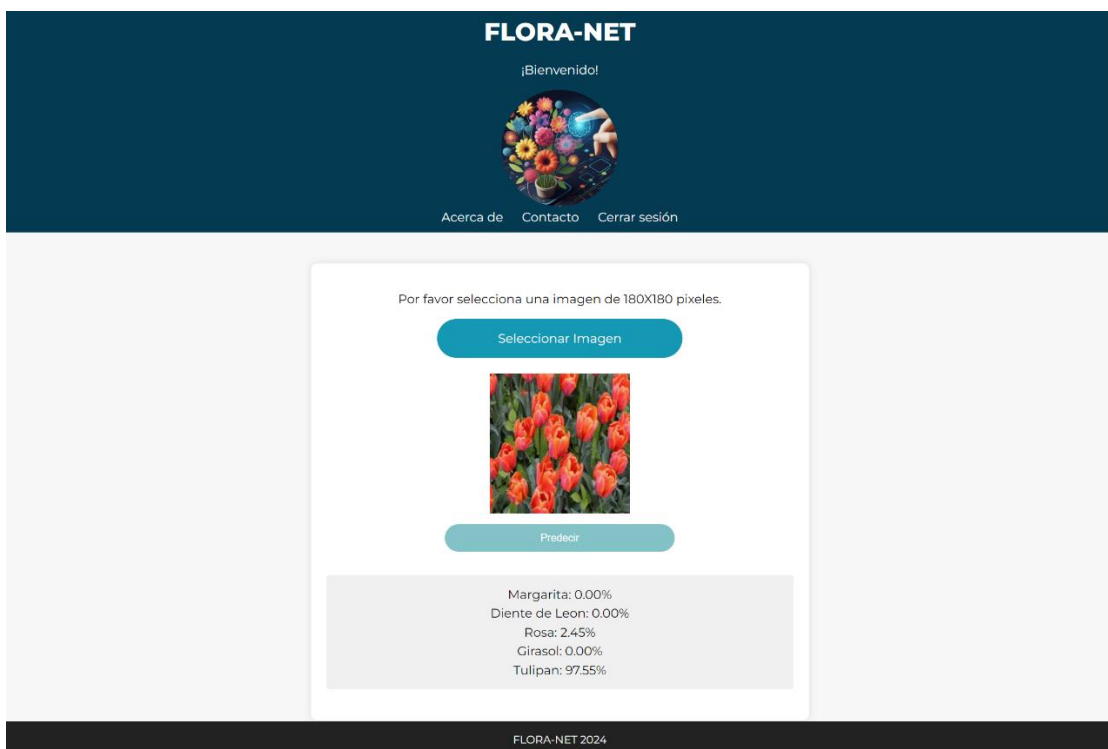 FLORA-NET
¡Bienvenido!
Acerca de Contacto Cerrar sesión
Por favor selecciona una imagen de 180X180 pixeles.
Seleccionar Imagen
Predecir
Margarita: 0.00%
Diente de Leon: 0.00%
Rosa: 2.45%
Girasol: 0.00%
Tulipan: 97.55%
FLORA-NET 2024